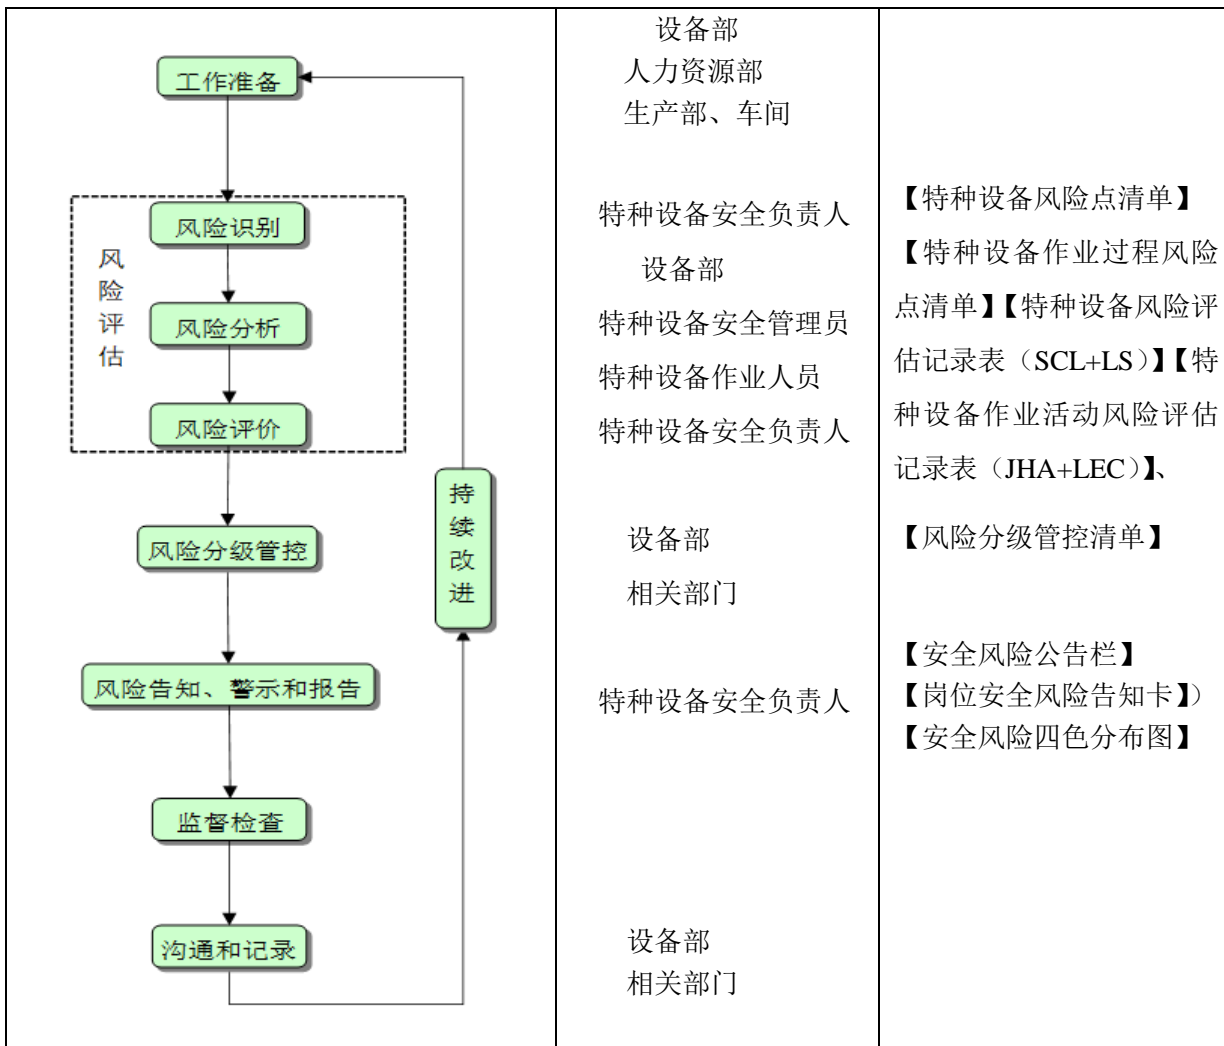 工作准备
风险评估
风险识别
风险分析
风险评价
风险分级管控
持续改进
风险告知、警示和报告
监督检查
沟通和记录
设备部
人力资源部
生产部、车间
特种设备安全负责人
设备部
特种设备安全管理员
特种设备作业人员
特种设备安全负责人
设备部
相关部门
特种设备安全负责人
设备部
相关部门
【特种设备风险点清单】
【特种设备作业过程风险
点清单】【特种设备风险评
估记录表（SCL+LS）】【特
种设备作业活动风险评估
记录表（JHA+LEC）】、
【风险分级管控清单】
【安全风险公告栏】
【岗位安全风险告知卡】）
【安全风险四色分布图】